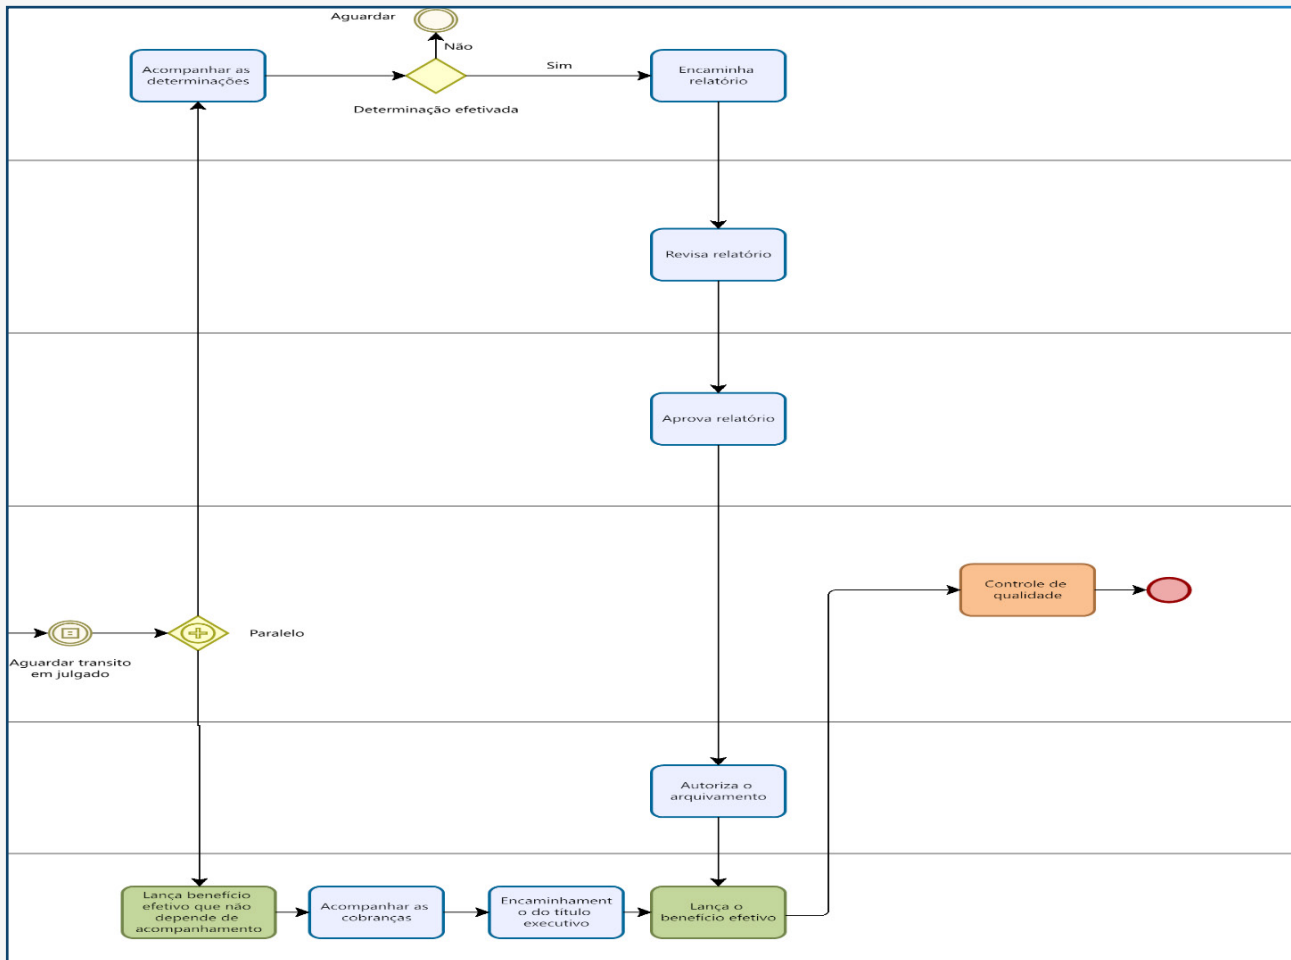 Aguardar
Não
Sim
Acompanhar as
determinações
Determinação efetivada
Encaminha
relatório
Revisa relatório
Aprova relatório
Controle de
qualidade
Paralelo
Aguardar transito
em julgado
Autoriza o
arquivamento
Lança benefício
efetivo que não
depende de
acompanhamento
Acompanhar as
cobranças
Encaminhament
o do título
executivo
Lança o
benefício efetivo